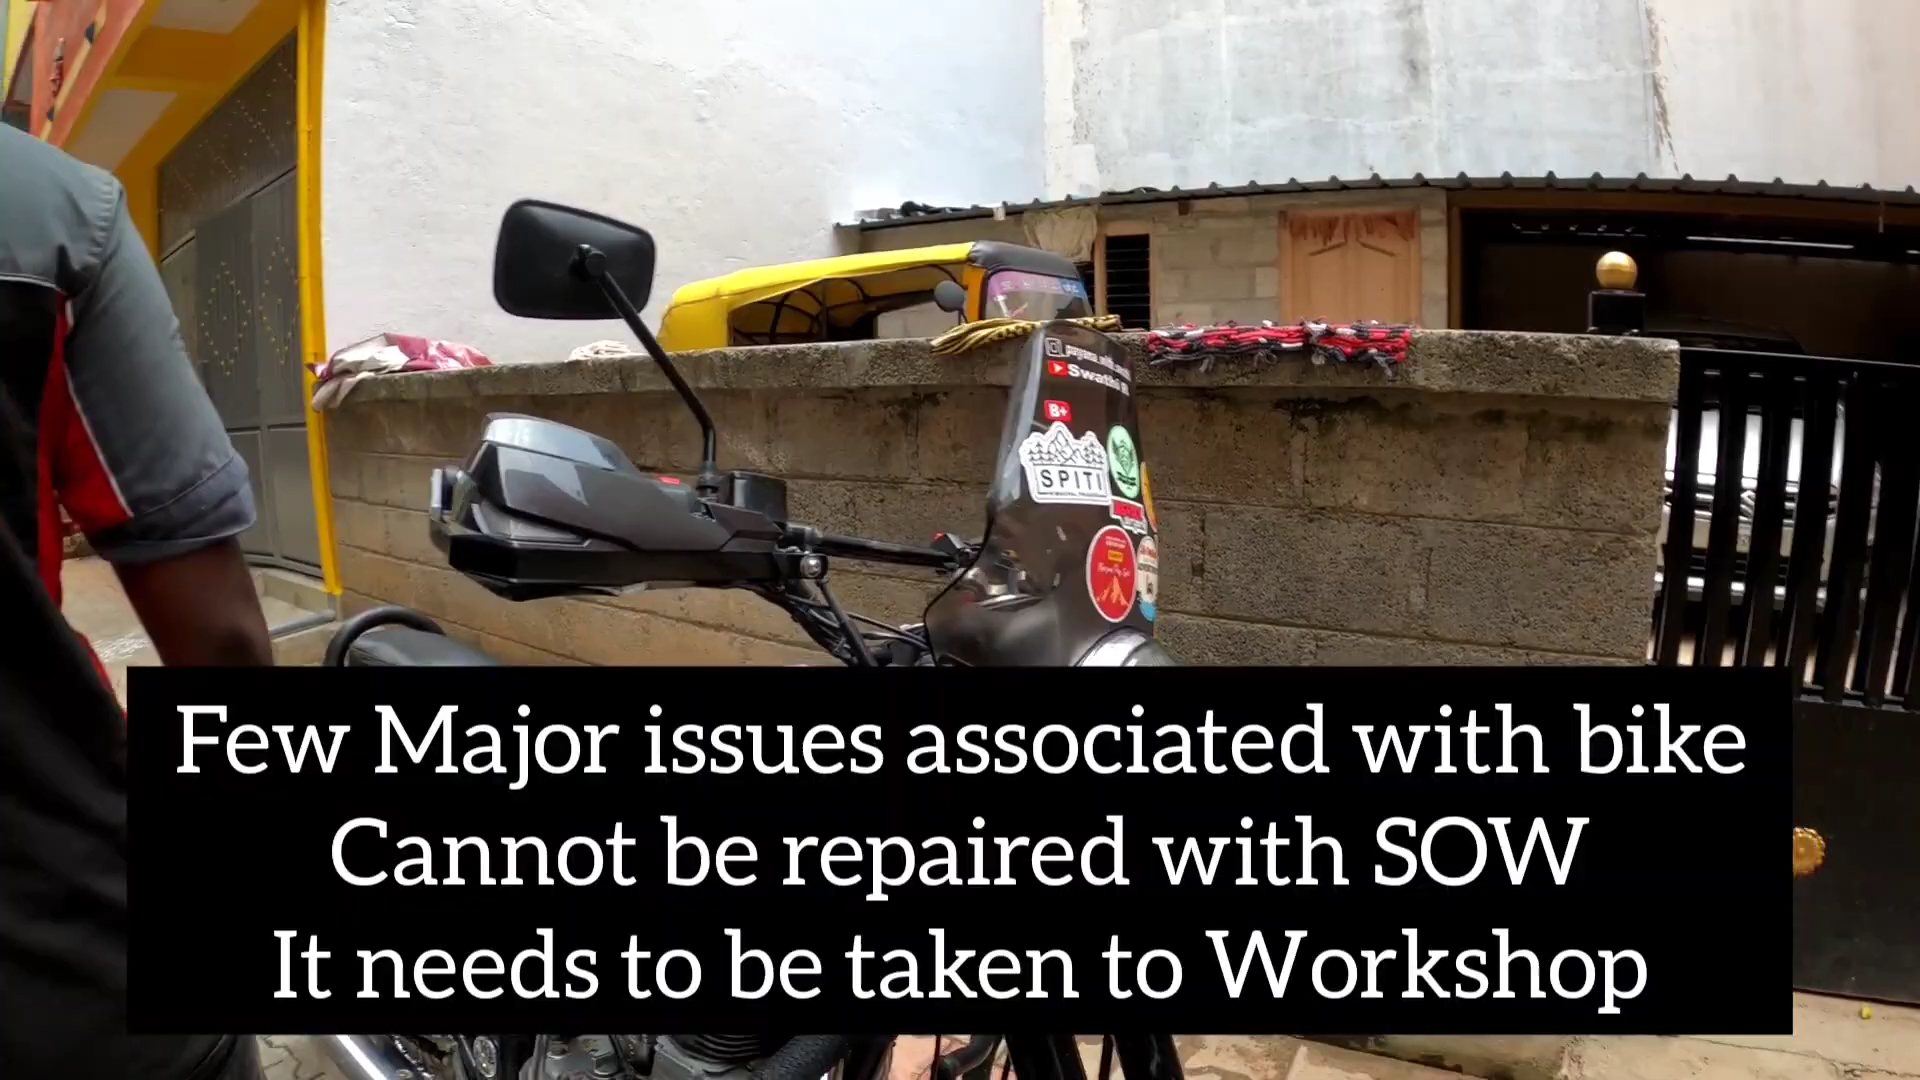 Swathi R
B+
SPITI
Few Major issues associated with bike
Cannot be repaired with SOW
It needs to be taken to Workshop